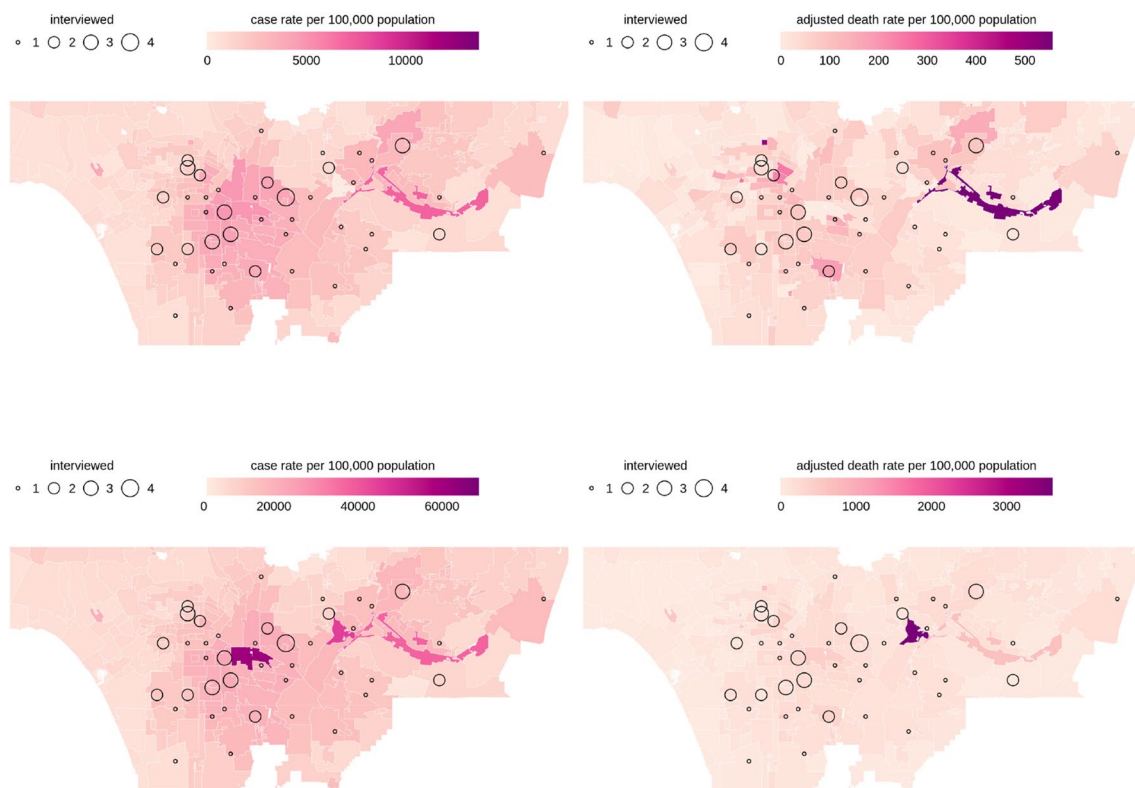 interviewed
1 2 3 4
case rate per 100,000 population
0 5000 10000
interviewed
1 2 3 4
adjusted death rate per 100,000 population
0 100 200 300 400 500
interviewed
1 2 3 4
case rate per 100,000 population
0 20000 40000 60000
interviewed
1 2 3 4
adjusted death rate per 100,000 population
0 1000 2000 3000